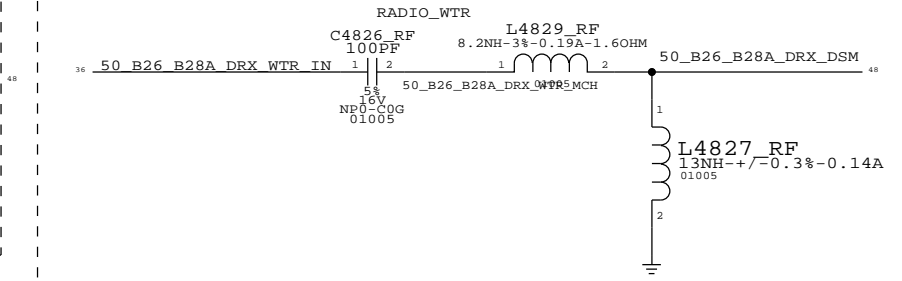 RADIO_WTR
C4826_RF
100PF
L4829_RF
8.2NH-3%-0.19A-1.6OHM
36
50_B26_B28A_DRX_WTR_IN
1
2
1
2
50_B26_B28A_DRX_DSM
48
48
50_B26_B28A_DRX_WTR_MCH
01005
5%
16V
NP0-C0G
01005
1
L4827_RF
13NH-+/-0.3%-0.14A
01005
2